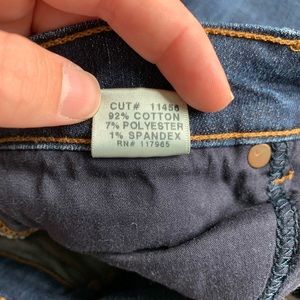 CUT# 11456
92% COTTON
7% POLYESTER
1% SPANDEX
RN# 117965